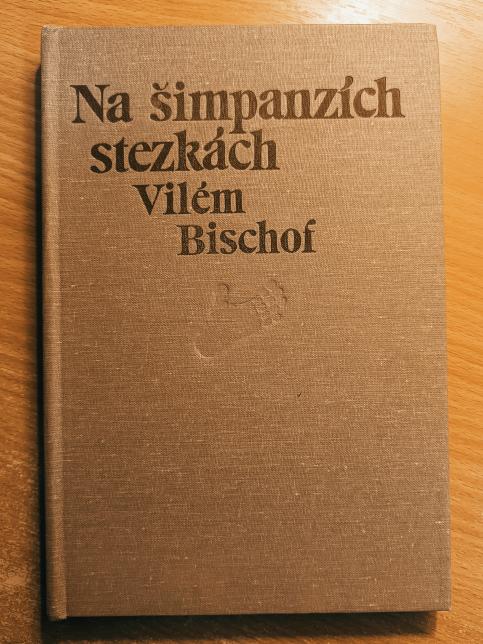 Na šimpanzích
stezkách
Vilém
Bischof